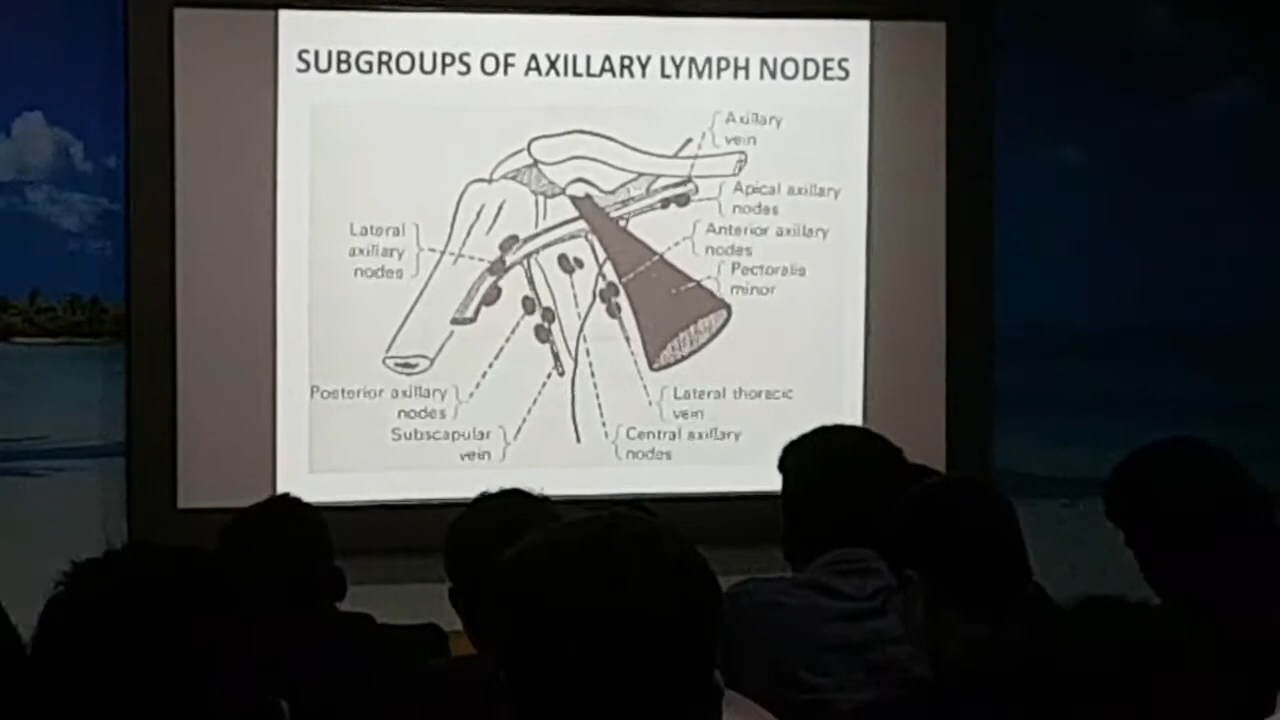 SUBGROUPS OF AXILLARY LYMPH NODES
Axillary
vein
Apical axillary
nodes
Lateral
axillary
nodes
Anterior axillary
nodes
Pectoralis
minor
Posterior axillary
nodes
Lateral thoracic
vein
Subscapular
vein
Central axillary
nodes